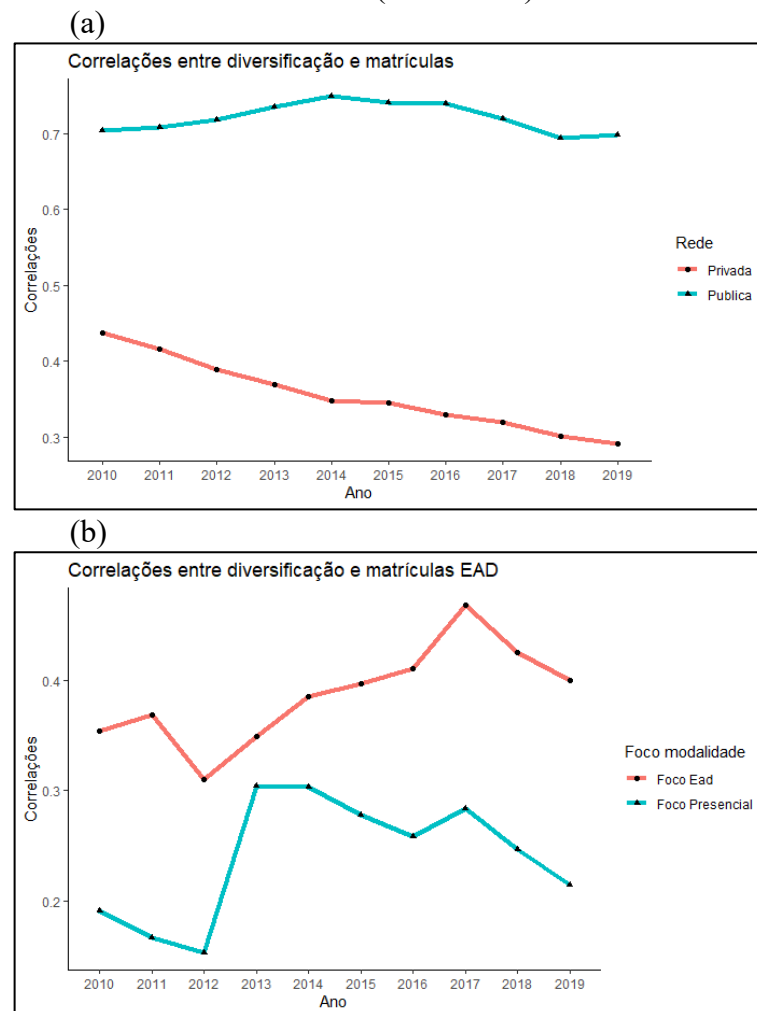 (a)
Correlações entre diversificação e matrículas
0.7
0.6
0.5
0.4
0.3
Correlações
2010 2011 2012 2013 2014 2015 2016 2017 2018 2019
Ano
Rede
Privada
Publica
(b)
Correlações entre diversificação e matrículas EAD
0.4
0.3
0.2
Correlações
2010 2011 2012 2013 2014 2015 2016 2017 2018 2019
Ano
Foco modalidade
Foco Ead
Foco Presencial